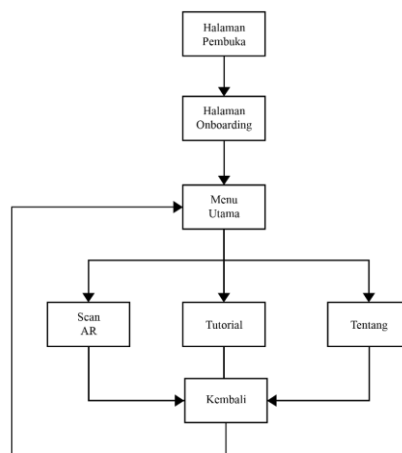 Halaman
Pembuka
Halaman
Onboarding
Menu
Utama
Scan
AR
Tutorial
Tentang
Kembali